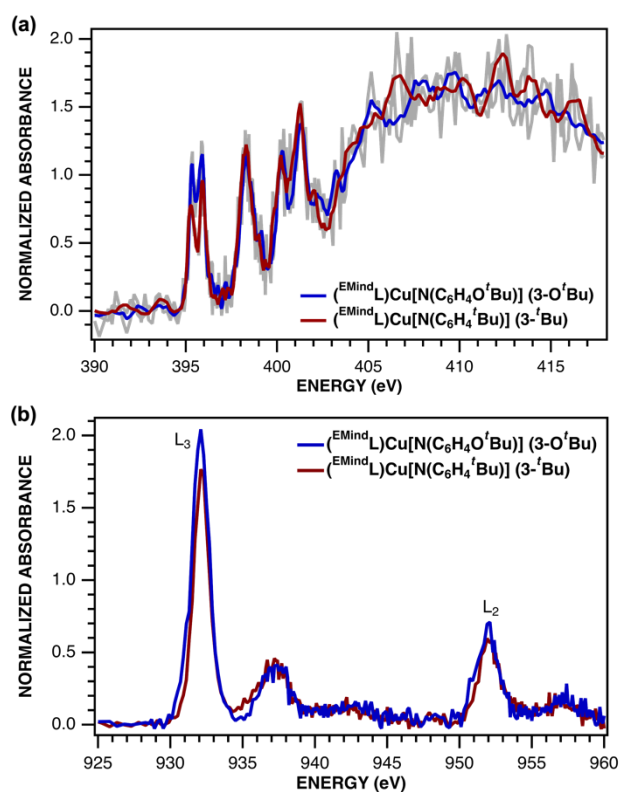 (a)
2.0
1.5
1.0
0.5
0.0
NORMALIZED ABSORBANCE
(ᴱᴹⁱⁿᵈL)Cu[N(C₆H₄OᵗBu)] (3-OᵗBu)
(ᴱᴹⁱⁿᵈL)Cu[N(C₆H₄ᵗBu)] (3-ᵗBu)
390 395 400 405 410 415
ENERGY (eV)
(b)
L₃
2.0
1.5
1.0
0.5
0.0
NORMALIZED ABSORBANCE
(ᴱᴹⁱⁿᵈL)Cu[N(C₆H₄OᵗBu)] (3-OᵗBu)
(ᴱᴹⁱⁿᵈL)Cu[N(C₆H₄ᵗBu)] (3-ᵗBu)
L₂
925 930 935 940 945 950 955 960
ENERGY (eV)